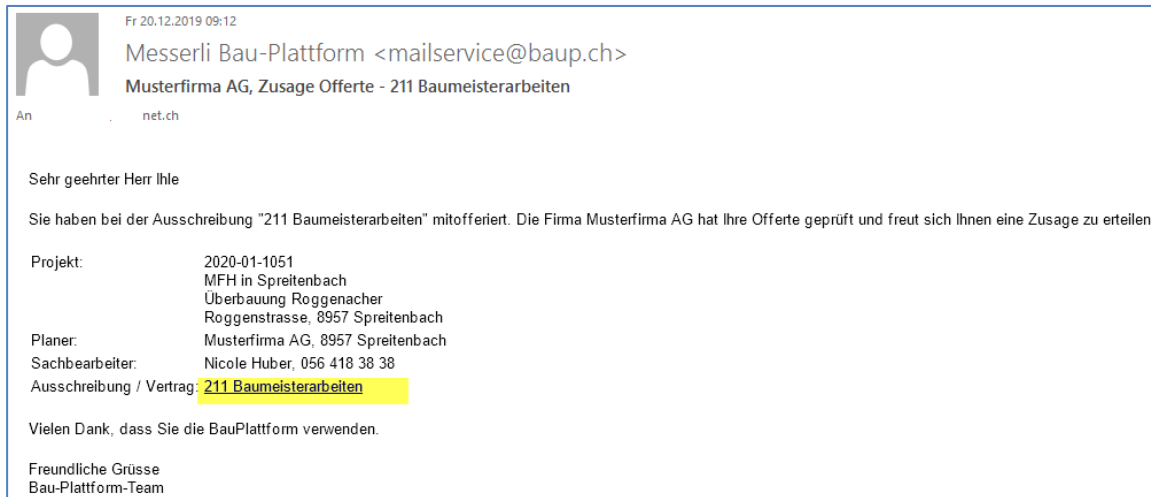 Fr 20.12.2019 09:12
Messerli Bau-Plattform <mailservice@baup.ch>
Musterfirma AG, Zusage Offerte - 211 Baumeisterarbeiten
An net.ch
Sehr geehrter Herr Ihle
Sie haben bei der Ausschreibung "211 Baumeisterarbeiten" mitofferiert. Die Firma Musterfirma AG hat Ihre Offerte geprüft und freut sich Ihnen eine Zusage zu erteilen
Projekt: 2020-01-1051
MFH in Spreitenbach
Überbauung Roggenacher
Roggenstrasse, 8957 Spreitenbach
Planer: Musterfirma AG, 8957 Spreitenbach
Sachbearbeiter: Nicole Huber, 056 418 38 38
Ausschreibung / Vertrag: 211 Baumeisterarbeiten
Vielen Dank, dass Sie die BauPlattform verwenden.
Freundliche Grüsse
Bau-Plattform-Team